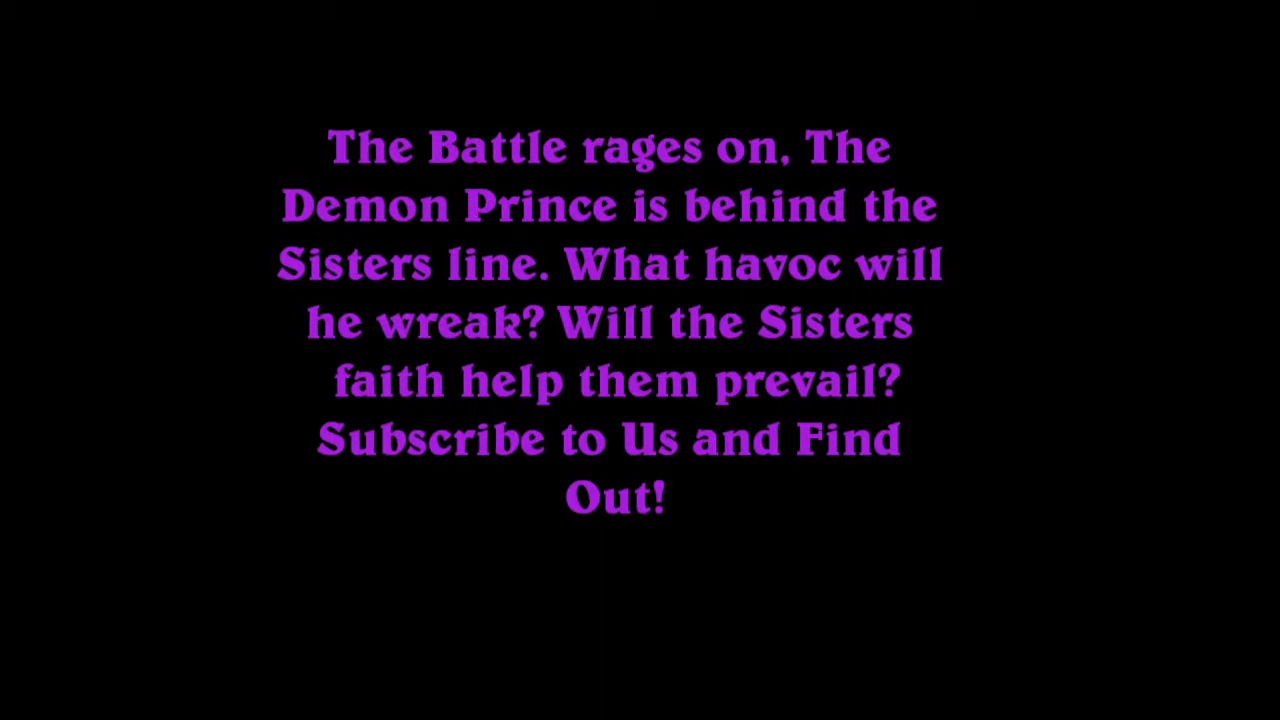 The Battle rages on, The
Demon Prince is behind the
Sisters line. What havoc will
he wreak? Will the Sisters
faith help them prevail?
Subscribe to Us and Find
Out!